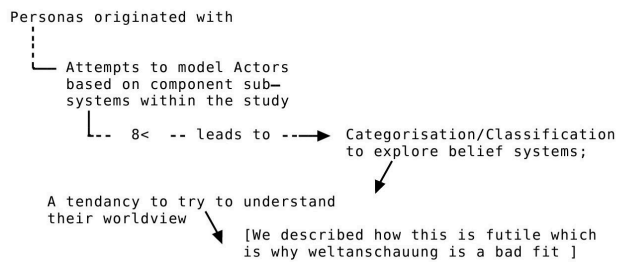 Personas originated with
Attempts to model Actors
based on component sub-
systems within the study
8< -- leads to --
Categorisation/Classification
to explore belief systems;
A tendancy to try to understand
their worldview
[We described how this is futile which
is why weltanschauung is a bad fit ]